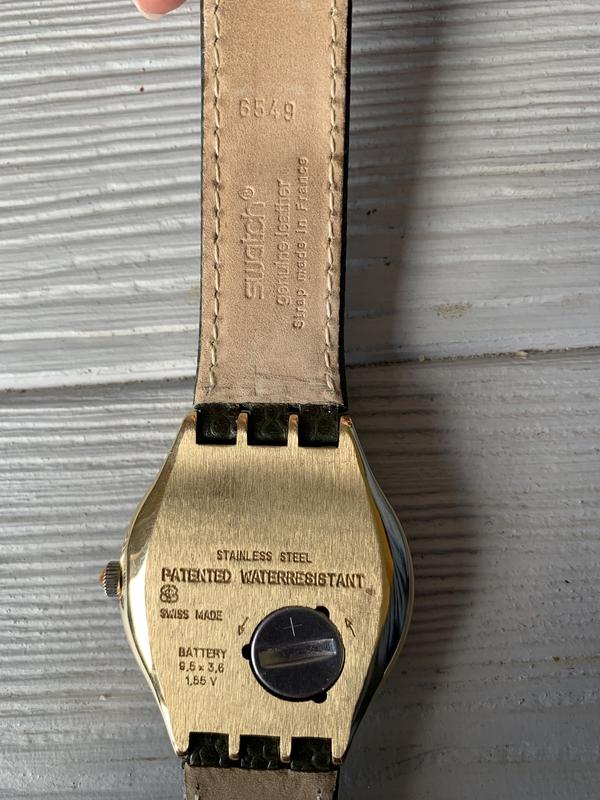 6549
swatch®
genuine leather
Strap made in France
STAINLESS STEEL
PATENTED WATERRESISTANT
SWISS MADE
BATTERY
9,5 x 3,6
1,55 V
+